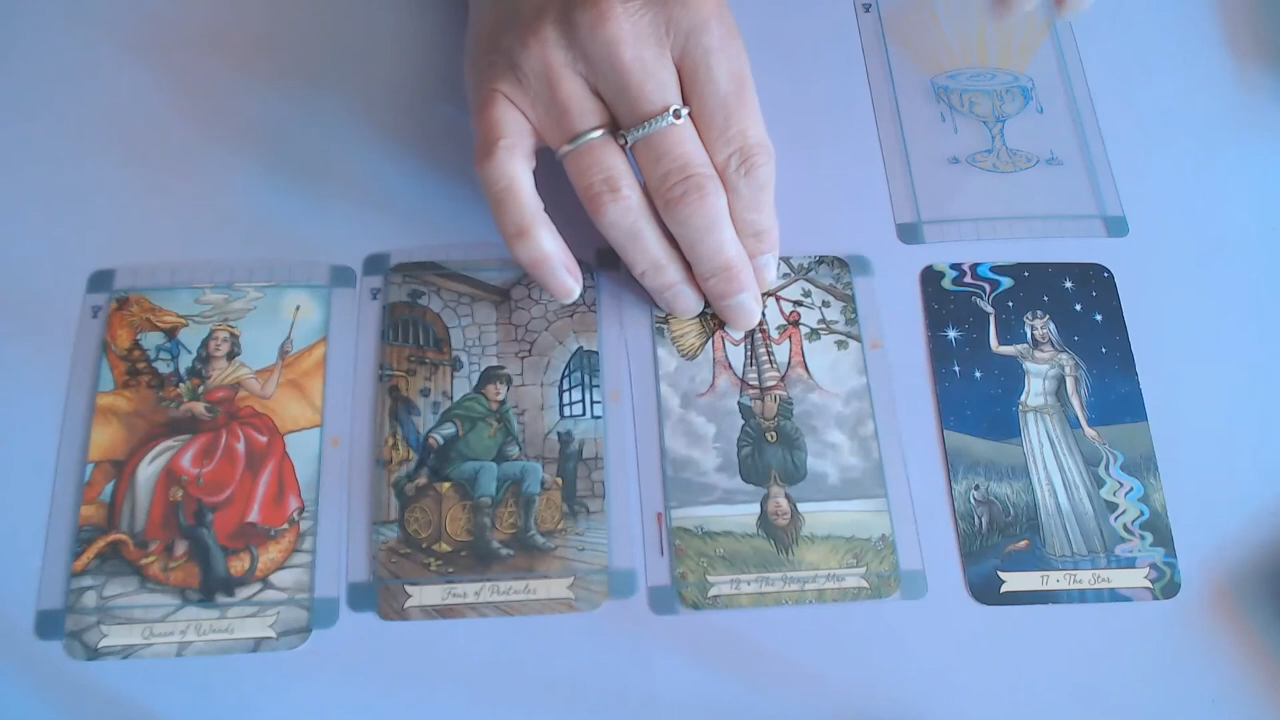 Queen of Wands
Four of Pentacles
12 • The Hanged Man
17 • The Star